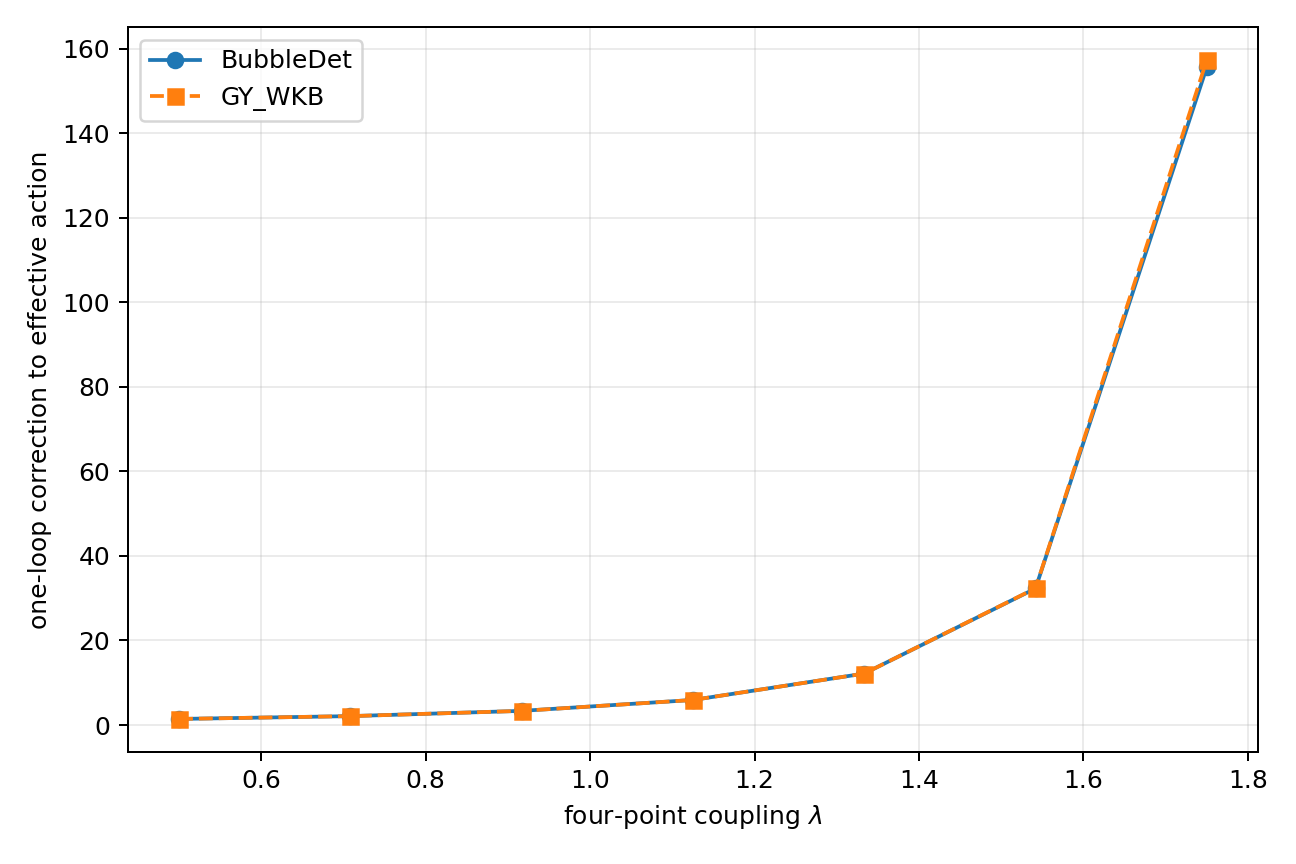 BubbleDet
GY_WKB
one-loop correction to effective action
160
140
120
100
80
60
40
20
0
0.6 0.8 1.0 1.2 1.4 1.6 1.8
four-point coupling λ